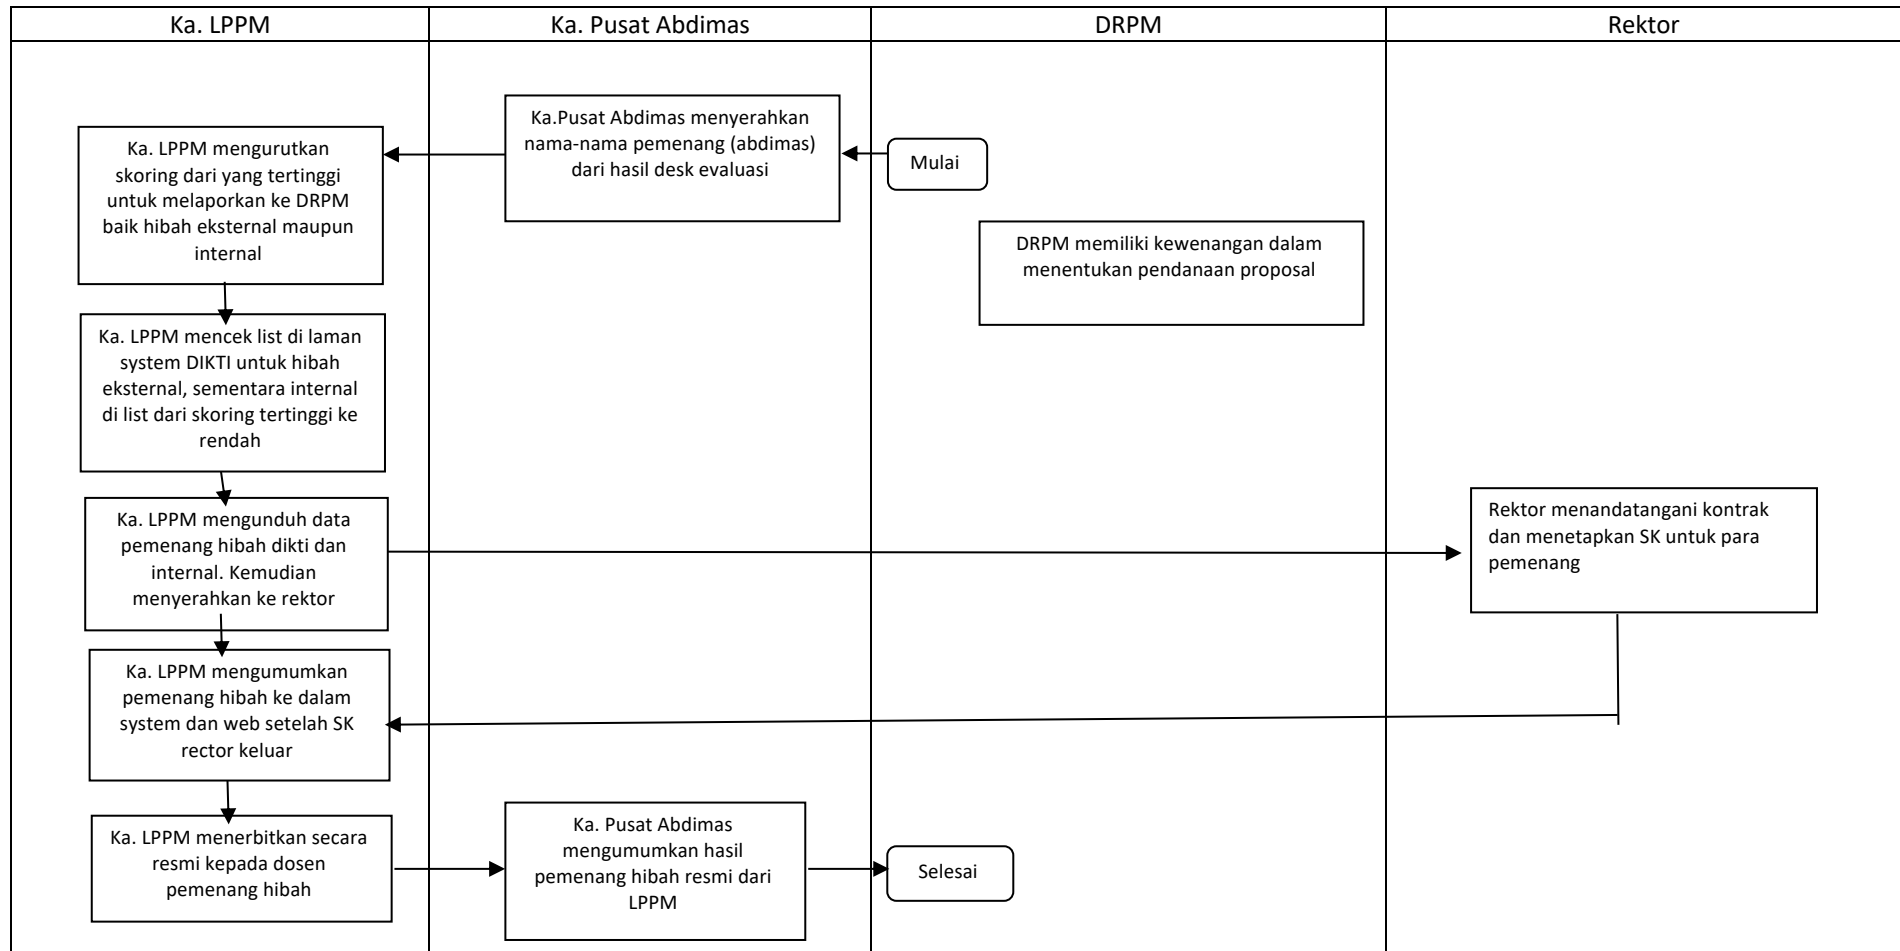 Ka. LPPM
Ka. Pusat Abdimas
DRPM
Rektor
Mulai
Ka.Pusat Abdimas menyerahkan
nama-nama pemenang (abdimas)
dari hasil desk evaluasi
Ka. LPPM mengurutkan
skoring dari yang tertinggi
untuk melaporkan ke DRPM
baik hibah eksternal maupun
internal
DRPM memiliki kewenangan dalam
menentukan pendanaan proposal
Ka. LPPM mencek list di laman
system DIKTI untuk hibah
eksternal, sementara internal
di list dari skoring tertinggi ke
rendah
Ka. LPPM mengunduh data
pemenang hibah dikti dan
internal. Kemudian
menyerahkan ke rektor
Rektor menandatangani kontrak
dan menetapkan SK untuk para
pemenang
Ka. LPPM mengumumkan
pemenang hibah ke dalam
system dan web setelah SK
rector keluar
Ka. LPPM menerbitkan secara
resmi kepada dosen
pemenang hibah
Ka. Pusat Abdimas
mengumumkan hasil
pemenang hibah resmi dari
LPPM
Selesai